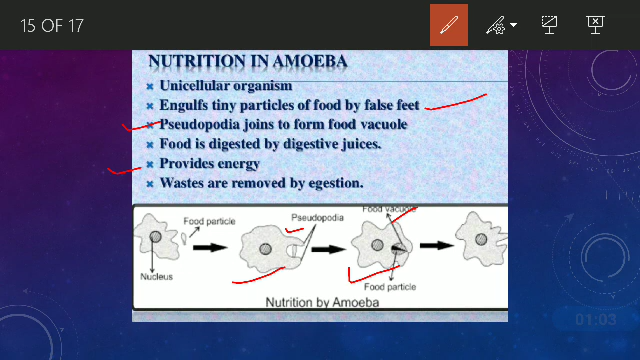 15 OF 17
NUTRITION IN AMOEBA
Unicellular organism
Engulfs tiny particles of food by false feet
Pseudopodia joins to form food vacuole
Food is digested by digestive juices.
Provides energy
Wastes are removed by egestion.
Food particle
Pseudopodia
Food vacuole
Nucleus
Food particle
Nutrition by Amoeba
01:03